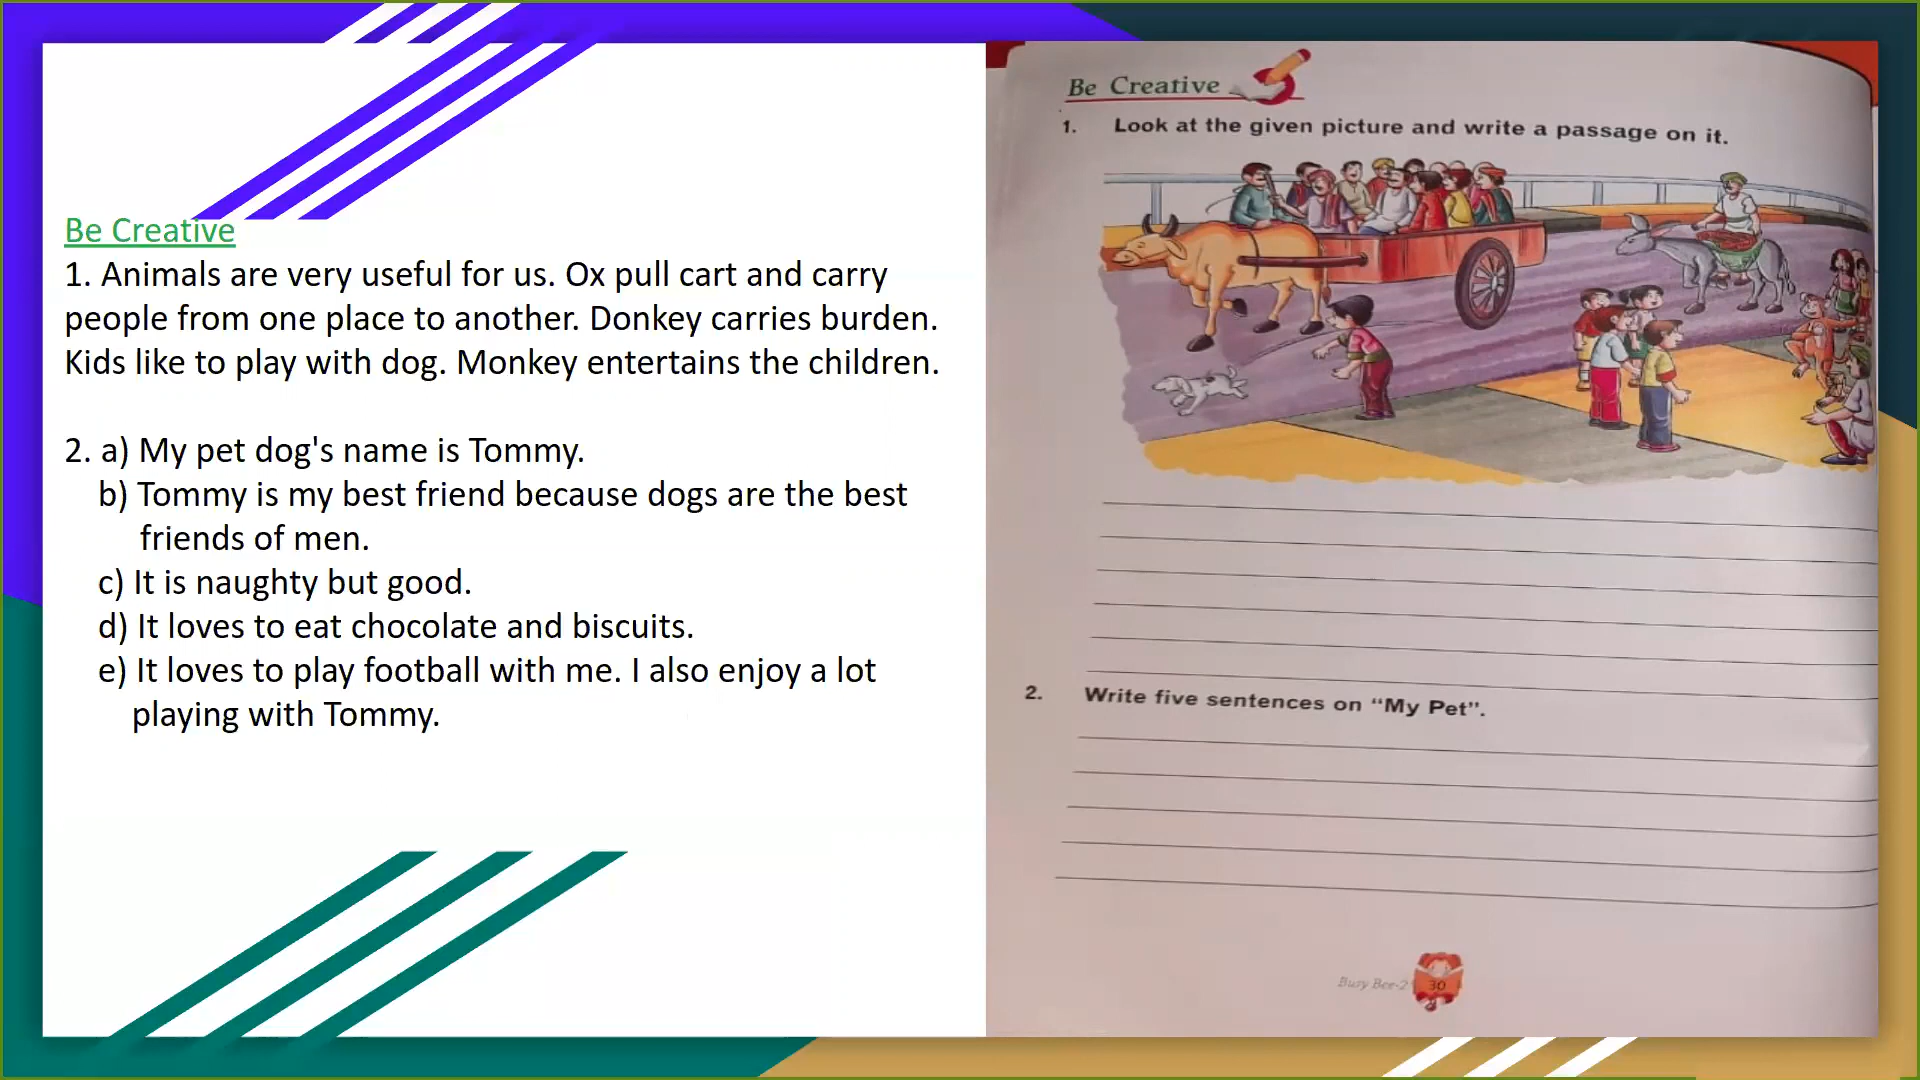 Be Creative
1. Animals are very useful for us. Ox pull cart and carry
people from one place to another. Donkey carries burden.
Kids like to play with dog. Monkey entertains the children.
2. a) My pet dog's name is Tommy.
b) Tommy is my best friend because dogs are the best
friends of men.
c) It is naughty but good.
d) It loves to eat chocolate and biscuits.
e) It loves to play football with me. I also enjoy a lot
playing with Tommy.
Be Creative
1. Look at the given picture and write a passage on it.
2. Write five sentences on “My Pet”.
Busy Bee-2 30